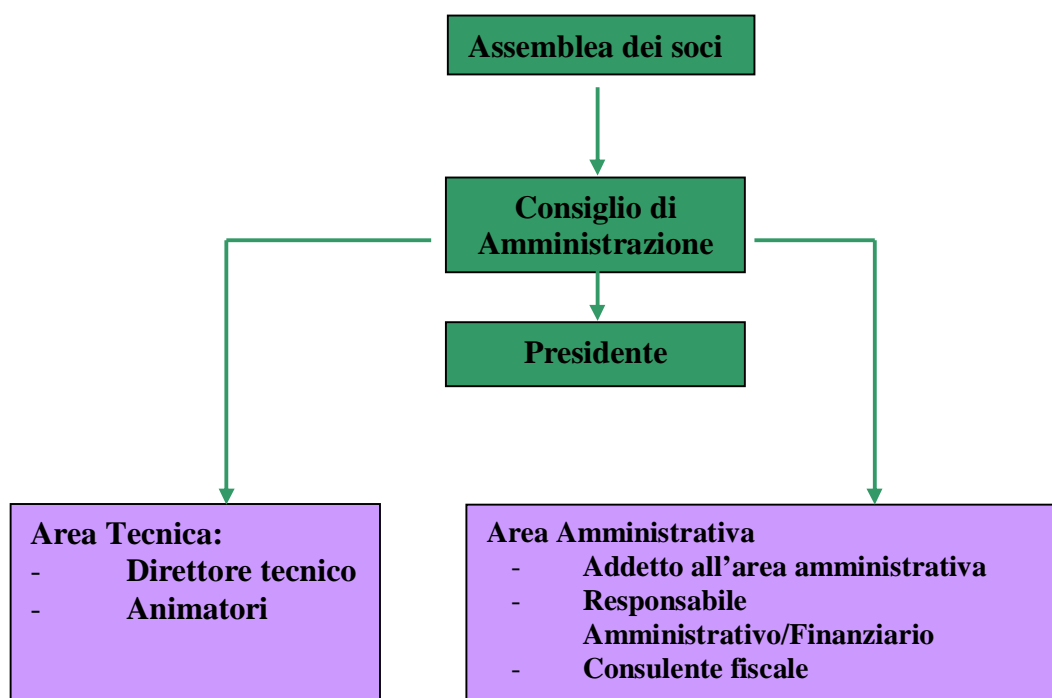 Assemblea dei soci
Consiglio di
Amministrazione
Presidente
Area Tecnica:
- Direttore tecnico
- Animatori
Area Amministrativa
- Addetto all’area amministrativa
- Responsabile
Amministrativo/Finanziario
- Consulente fiscale